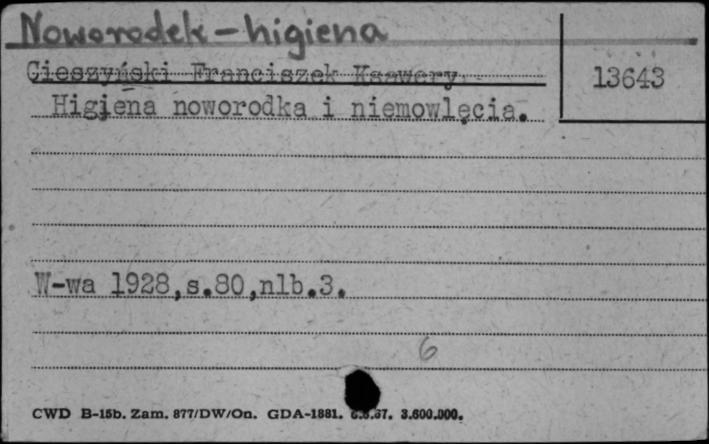 Noworodek - higiena
Cieszyński Franciszek Ksawery
13643
Higjena noworodka i niemowlęcia.
W-wa 1928,s.80,nlb.3.
6
CWD B-15b. Zam. 877/DW/On. GDA-1881. 67. 3.600.000.